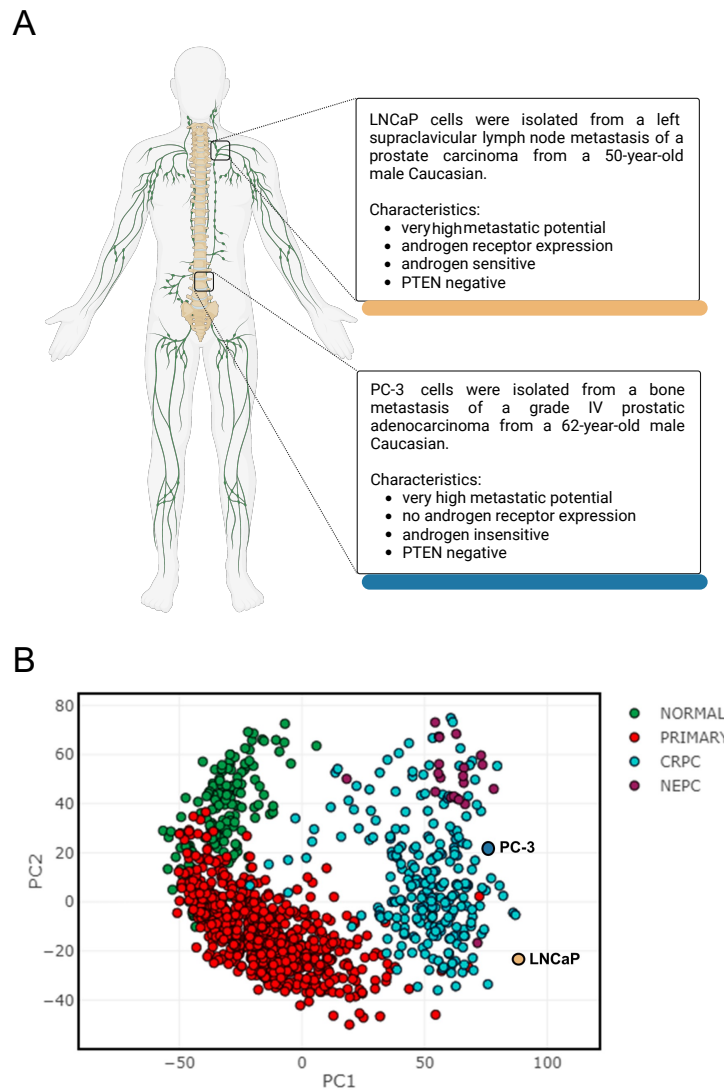 A
LNCaP cells were isolated from a left
supraclavicular lymph node metastasis of a
prostate carcinoma from a 50-year-old
male Caucasian.
Characteristics:
• very high metastatic potential
• androgen receptor expression
• androgen sensitive
• PTEN negative
PC-3 cells were isolated from a bone
metastasis of a grade IV prostatic
adenocarcinoma from a 62-year-old male
Caucasian.
Characteristics:
• very high metastatic potential
• no androgen receptor expression
• androgen insensitive
• PTEN negative
B
80
60
40
20
0
−20
−40
PC2
−50
0
50
100
PC1
PC-3
LNCaP
NORMAL
PRIMARY
CRPC
NEPC